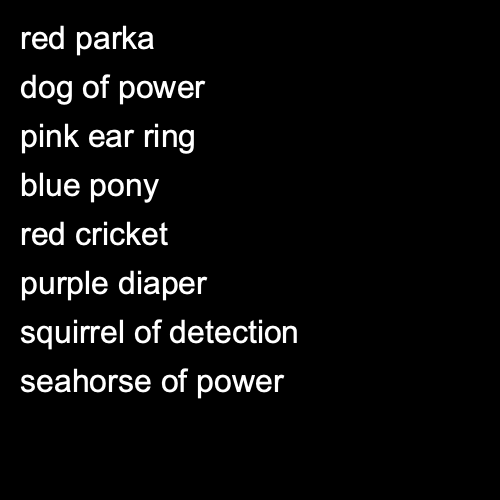 red parka
dog of power
pink ear ring
blue pony
red cricket
purple diaper
squirrel of detection
seahorse of power